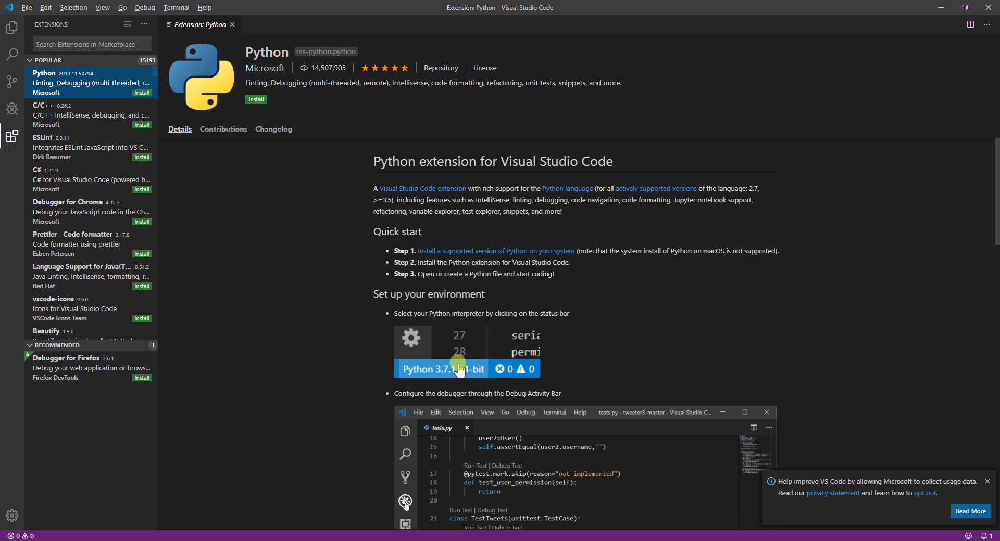 File Edit Selection View Go Debug Terminal Help
Extension: Python - Visual Studio Code
EXTENSIONS
Search Extensions in Marketplace
POPULAR 15193
Python 2019.11.50794
Linting, Debugging (multi-threaded, r...
Microsoft Install
C/C++ 0.26.2
C/C++ IntelliSense, debugging, and c...
Microsoft Install
ESLint 2.0.11
Integrates ESLint JavaScript into VS C...
Dirk Baeumer Install
C# 1.21.9
C# for Visual Studio Code (powered b...
Microsoft Install
Debugger for Chrome 4.12.3
Debug your JavaScript code in the Ch...
Microsoft Install
Prettier - Code formatter 3.17.0
Code formatter using prettier
Esben Petersen Install
Language Support for Java(T... 0.54.2
Java Linting, Intellisense, formatting, r...
Red Hat Install
vscode-icons 9.6.0
Icons for Visual Studio Code
VSCode Icons Team Install
Beautify 1.5.0
RECOMMENDED 1
Debugger for Firefox 2.6.1
Debug your web application or brows...
Firefox DevTools Install
Extension: Python
Python ms-python.python
Microsoft 14,507,905 Repository License
Linting, Debugging (multi-threaded, remote), Intellisense, code formatting, refactoring, unit tests, snippets, and more.
Install
Details Contributions Changelog
Python extension for Visual Studio Code
A Visual Studio Code extension with rich support for the Python language (for all actively supported versions of the language: 2.7,
>=3.5), including features such as IntelliSense, linting, debugging, code navigation, code formatting, Jupyter notebook support,
refactoring, variable explorer, test explorer, snippets, and more!
Quick start
• Step 1. Install a supported version of Python on your system (note: that the system install of Python on macOS is not supported).
• Step 2. Install the Python extension for Visual Studio Code.
• Step 3. Open or create a Python file and start coding!
Set up your environment
• Select your Python interpreter by clicking on the status bar
27 seria
28 permi
Python 3.7.1 4-bit 0 0
• Configure the debugger through the Debug Activity Bar
File Edit Selection View Go Debug Terminal Help tests.py - tweeter3-master - Visual Studio C...
tests.py
14 user2=User()
15 self.assertEqual(user2.username,'')
16
Run Test | Debug Test
17 @pytest.mark.skip(reason="not implemented")
18 def test_user_permission(self):
19 return
20
Run Test | Debug Test
21 class TestTweets(unittest.TestCase):
Run Test | Debug Test
Help improve VS Code by allowing Microsoft to collect usage data.
Read our privacy statement and learn how to opt out.
Read More
0 0
1